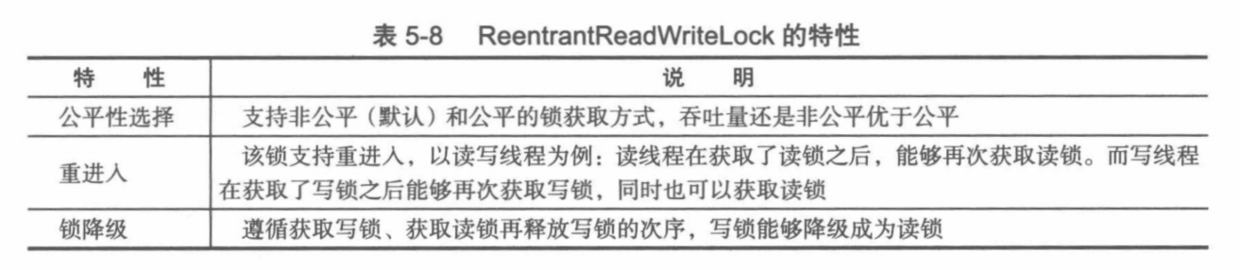 表 5-8 ReentrantReadWriteLock 的特性
特 性 说 明
公平性选择 支持非公平（默认）和公平的锁获取方式，吞吐量还是非公平优于公平
重进入 该锁支持重进入，以读写线程为例：读线程在获取了读锁之后，能够再次获取读锁。而写线程
在获取了写锁之后能够再次获取写锁，同时也可以获取读锁
锁降级 遵循获取写锁、获取读锁再释放写锁的次序，写锁能够降级成为读锁